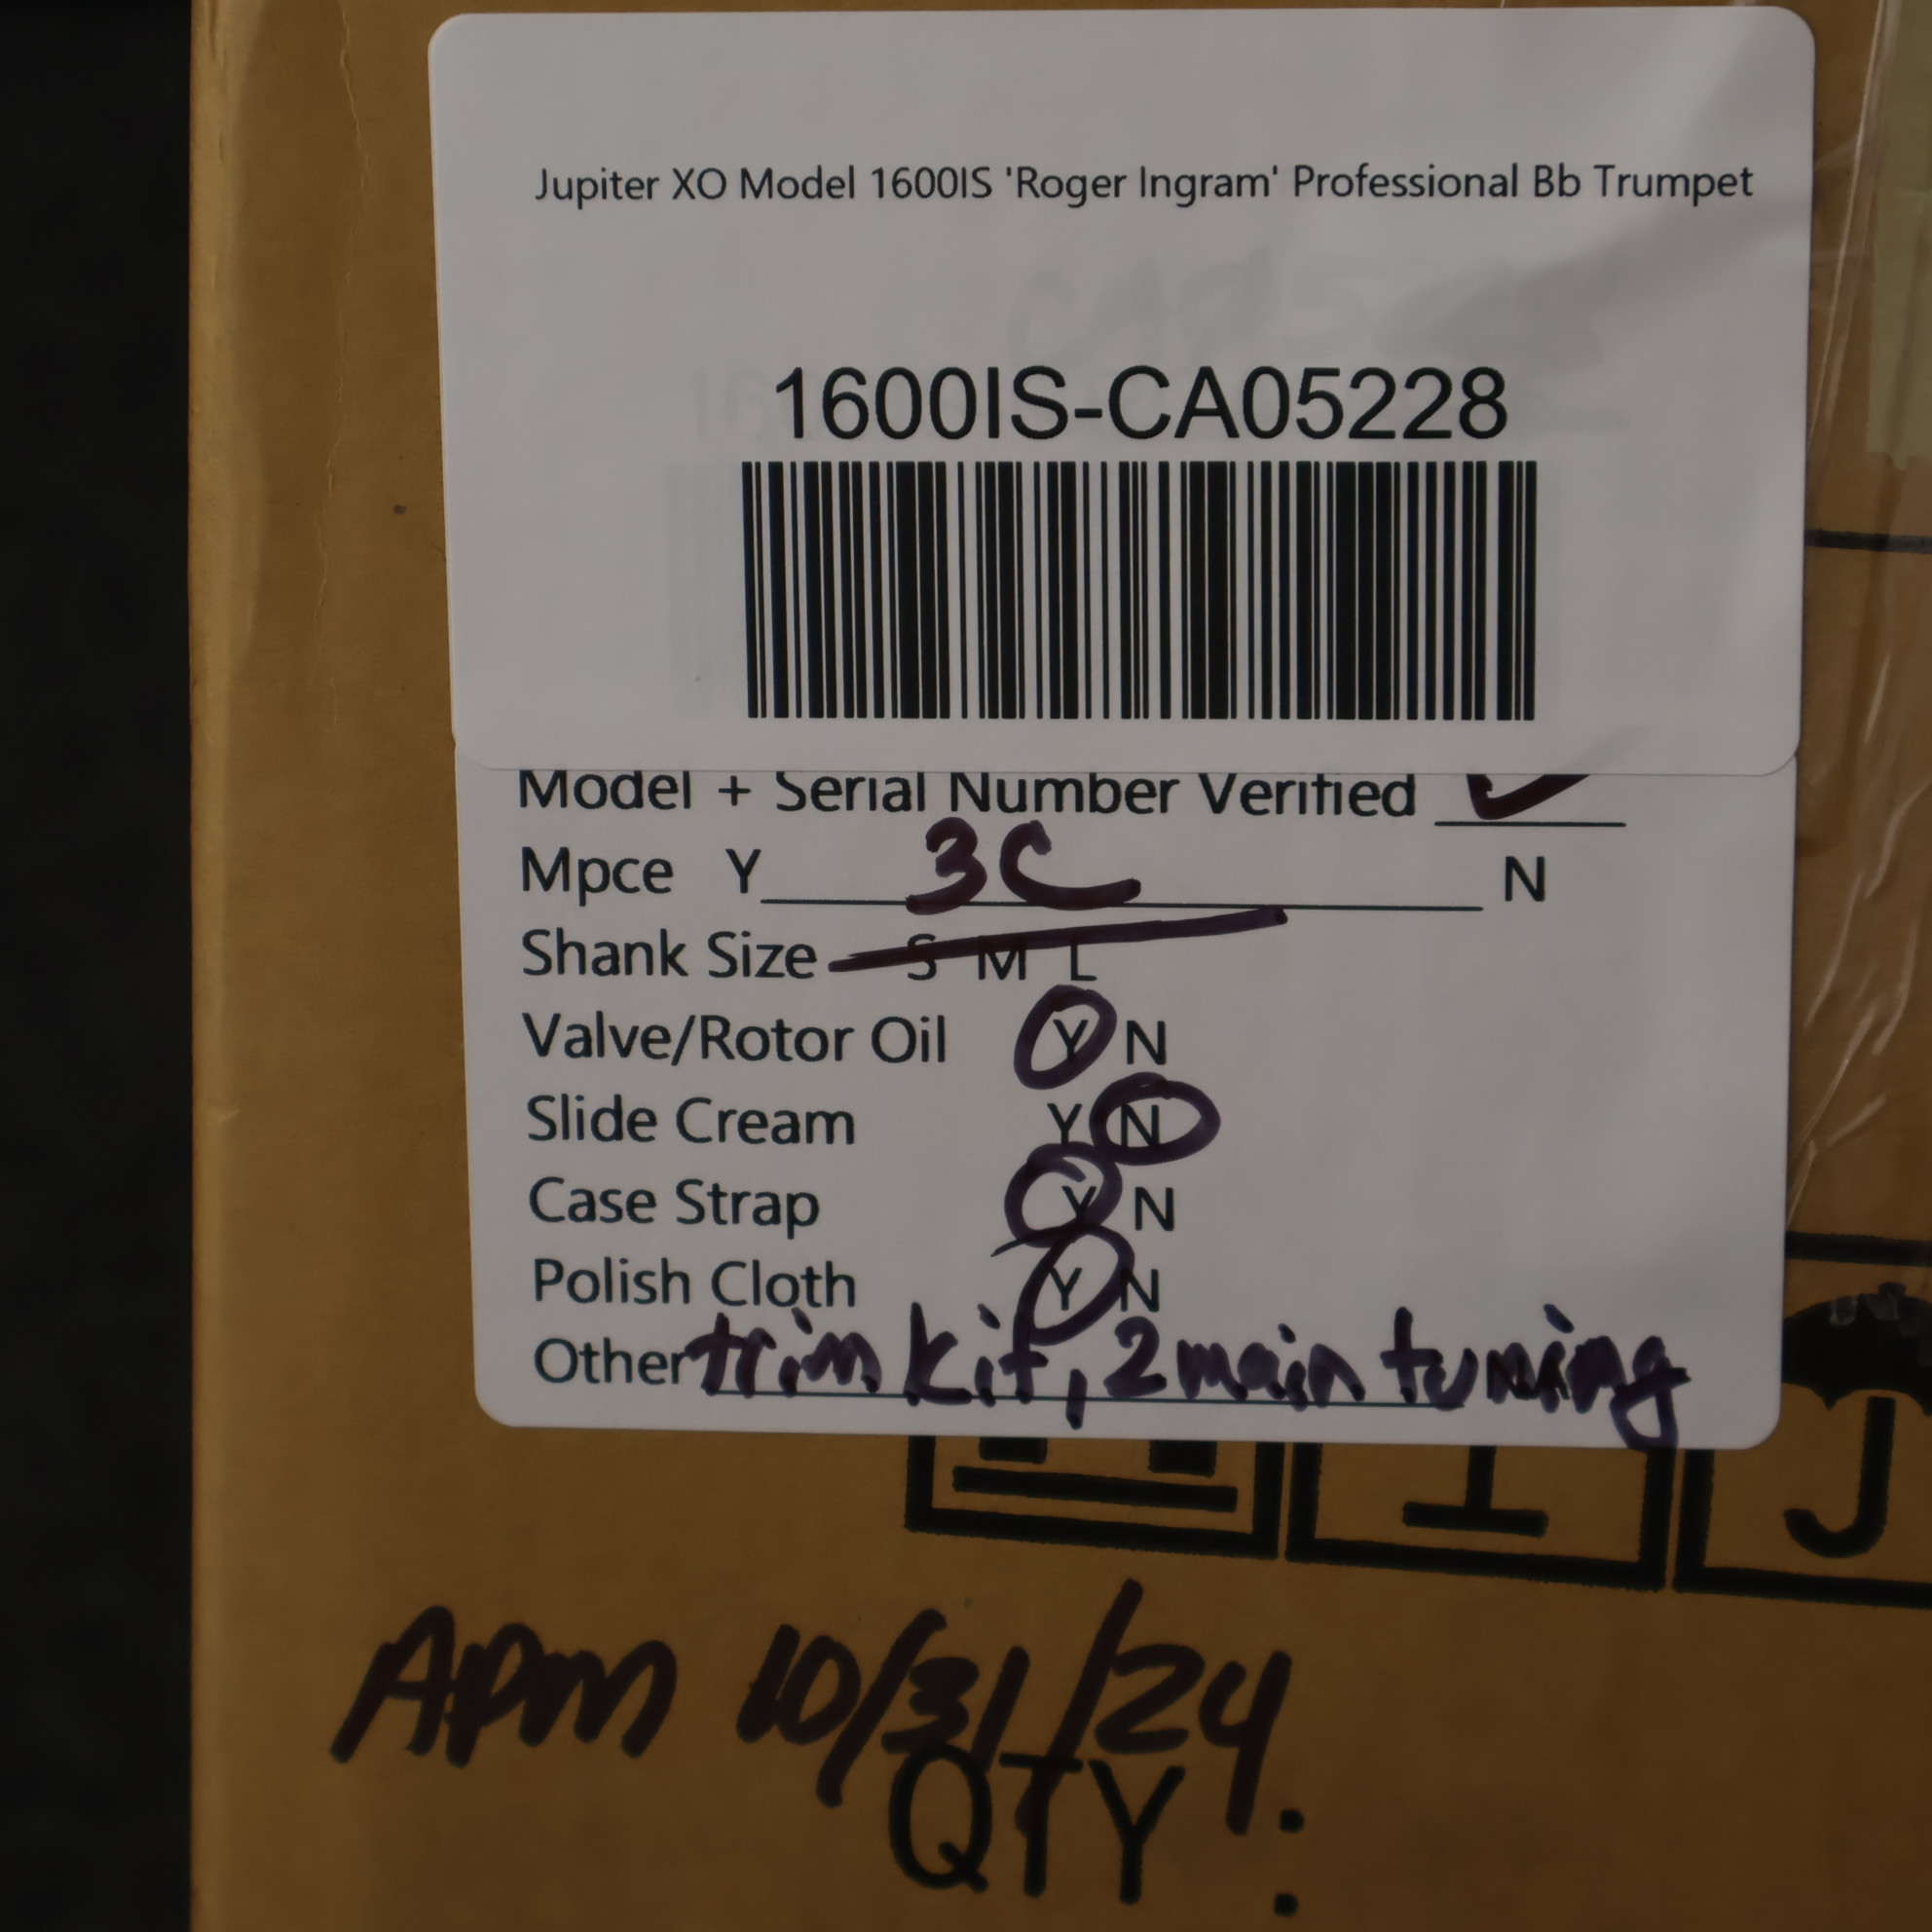 Jupiter XO Model 1600IS 'Roger Ingram' Professional Bb Trumpet
1600IS-CA05228
Model + Serial Number Verified
Mpce Y 3C N
Shank Size S M L
Valve/Rotor Oil Y N
Slide Cream Y N
Case Strap Y N
Polish Cloth Y N
Other trim kit, 2 main tuning
APM 10/31/24
QTY: